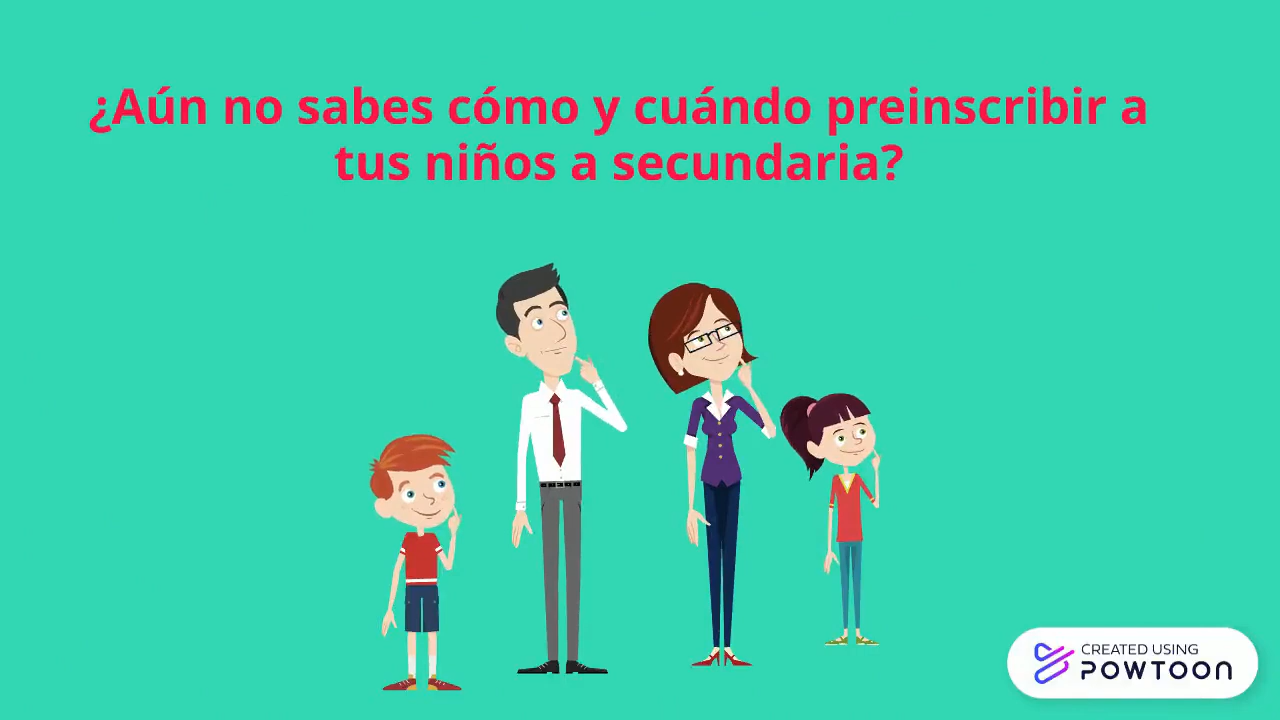 ¿Aún no sabes cómo y cuándo preinscribir a
tus niños a secundaria?
CREATED USING
POWTOON